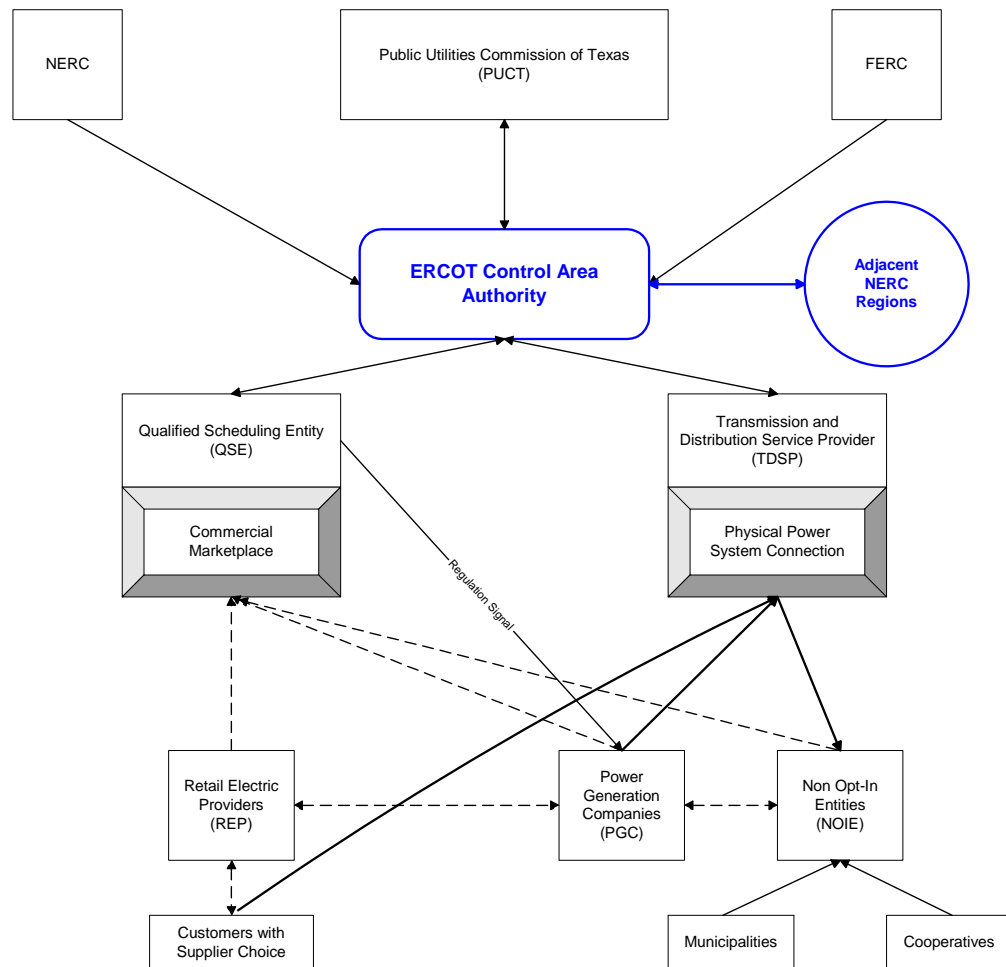 NERC
Public Utilities Commission of Texas
(PUCT)
FERC
ERCOT Control Area
Authority
Adjacent
NERC
Regions
Qualified Scheduling Entity
(QSE)
Transmission and
Distribution Service Provider
(TDSP)
Commercial
Marketplace
Physical Power
System Connection
Regulation Signal
Retail Electric
Providers
(REP)
Power
Generation
Companies
(PGC)
Non Opt-In
Entities
(NOIE)
Customers with
Supplier Choice
Municipalities
Cooperatives